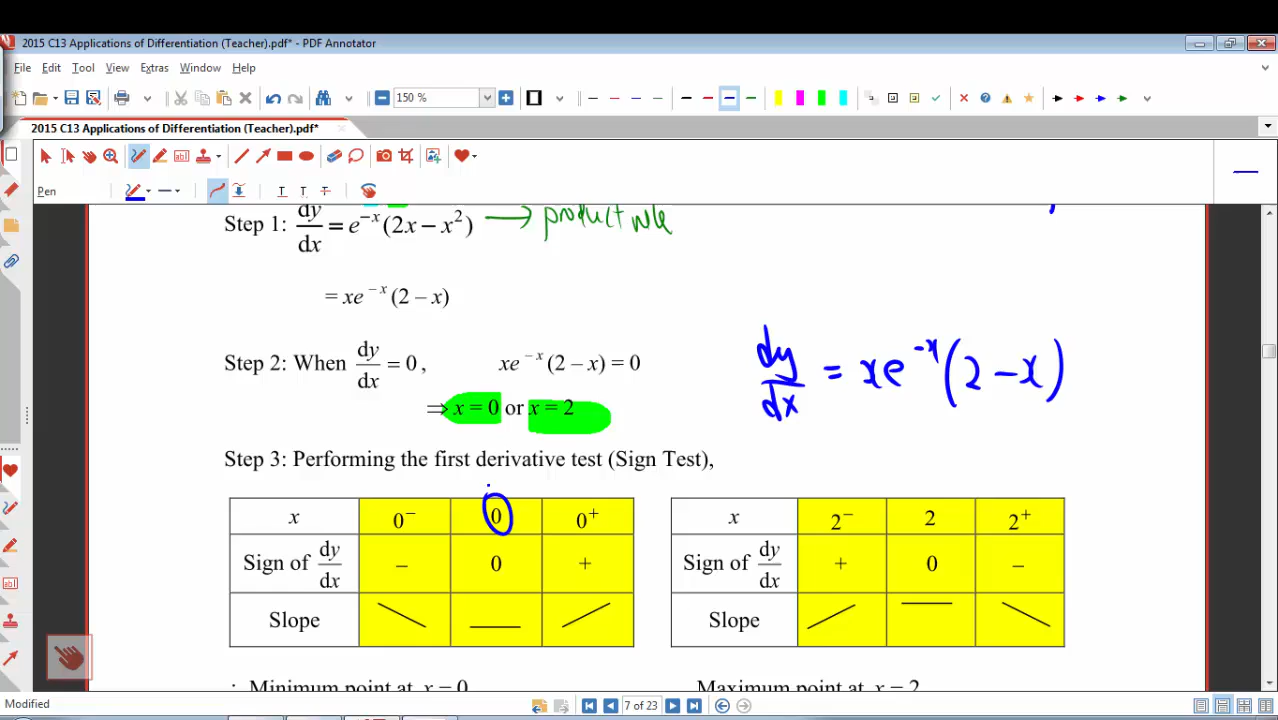 2015 C13 Applications of Differentiation (Teacher).pdf* - PDF Annotator
File Edit Tool View Extras Window Help
150 %
2015 C13 Applications of Differentiation (Teacher).pdf*
Pen
Step 1: dy/dx = e^{-x}(2x – x²) → product rule
= xe^{-x}(2 – x)
Step 2: When dy/dx = 0, xe^{-x}(2 – x) = 0
dy/dx = xe^{-x}(2 – x)
⇒ x = 0 or x = 2
Step 3: Performing the first derivative test (Sign Test),
x 0⁻ 0 0⁺
Sign of dy/dx – 0 +
Slope
x 2⁻ 2 2⁺
Sign of dy/dx + 0 –
Slope
∴ Minimum point at x = 0
Maximum point at x = 2
Modified
7 of 23